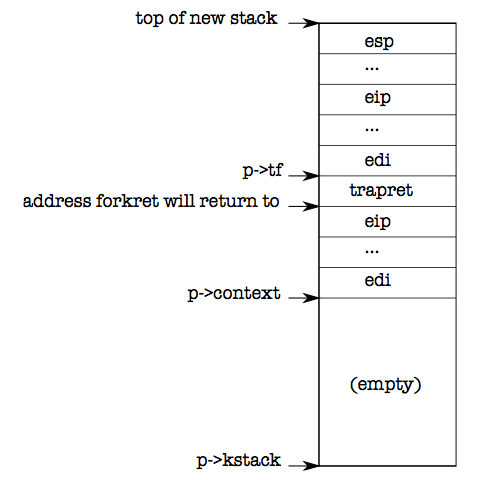 top of new stack
esp
...
eip
...
edi
p->tf
trapret
address forkret will return to
eip
...
edi
p->context
(empty)
p->kstack